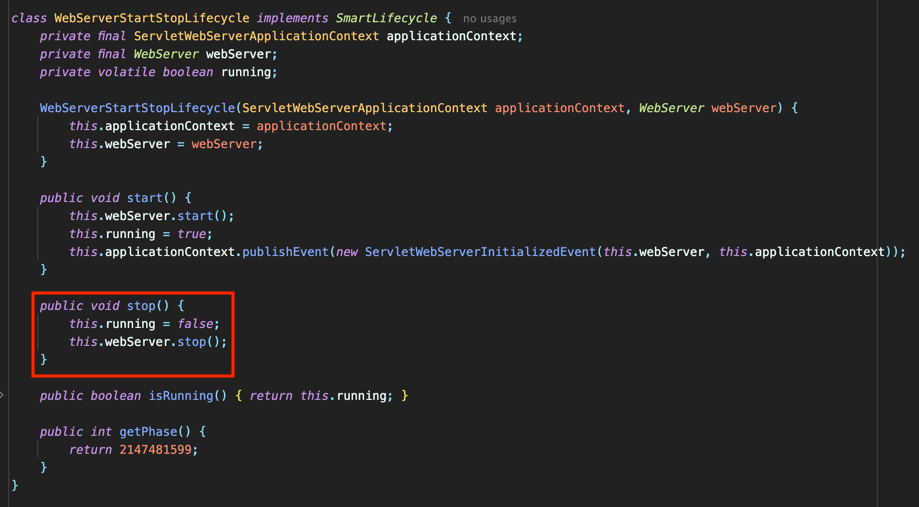 class WebServerStartStopLifecycle implements SmartLifecycle { no usages
private final ServletWebServerApplicationContext applicationContext;
private final WebServer webServer;
private volatile boolean running;
WebServerStartStopLifecycle(ServletWebServerApplicationContext applicationContext, WebServer webServer) {
this.applicationContext = applicationContext;
this.webServer = webServer;
}
public void start() {
this.webServer.start();
this.running = true;
this.applicationContext.publishEvent(new ServletWebServerInitializedEvent(this.webServer, this.applicationContext));
}
public void stop() {
this.running = false;
this.webServer.stop();
}
public boolean isRunning() { return this.running; }
public int getPhase() {
return 2147481599;
}
}